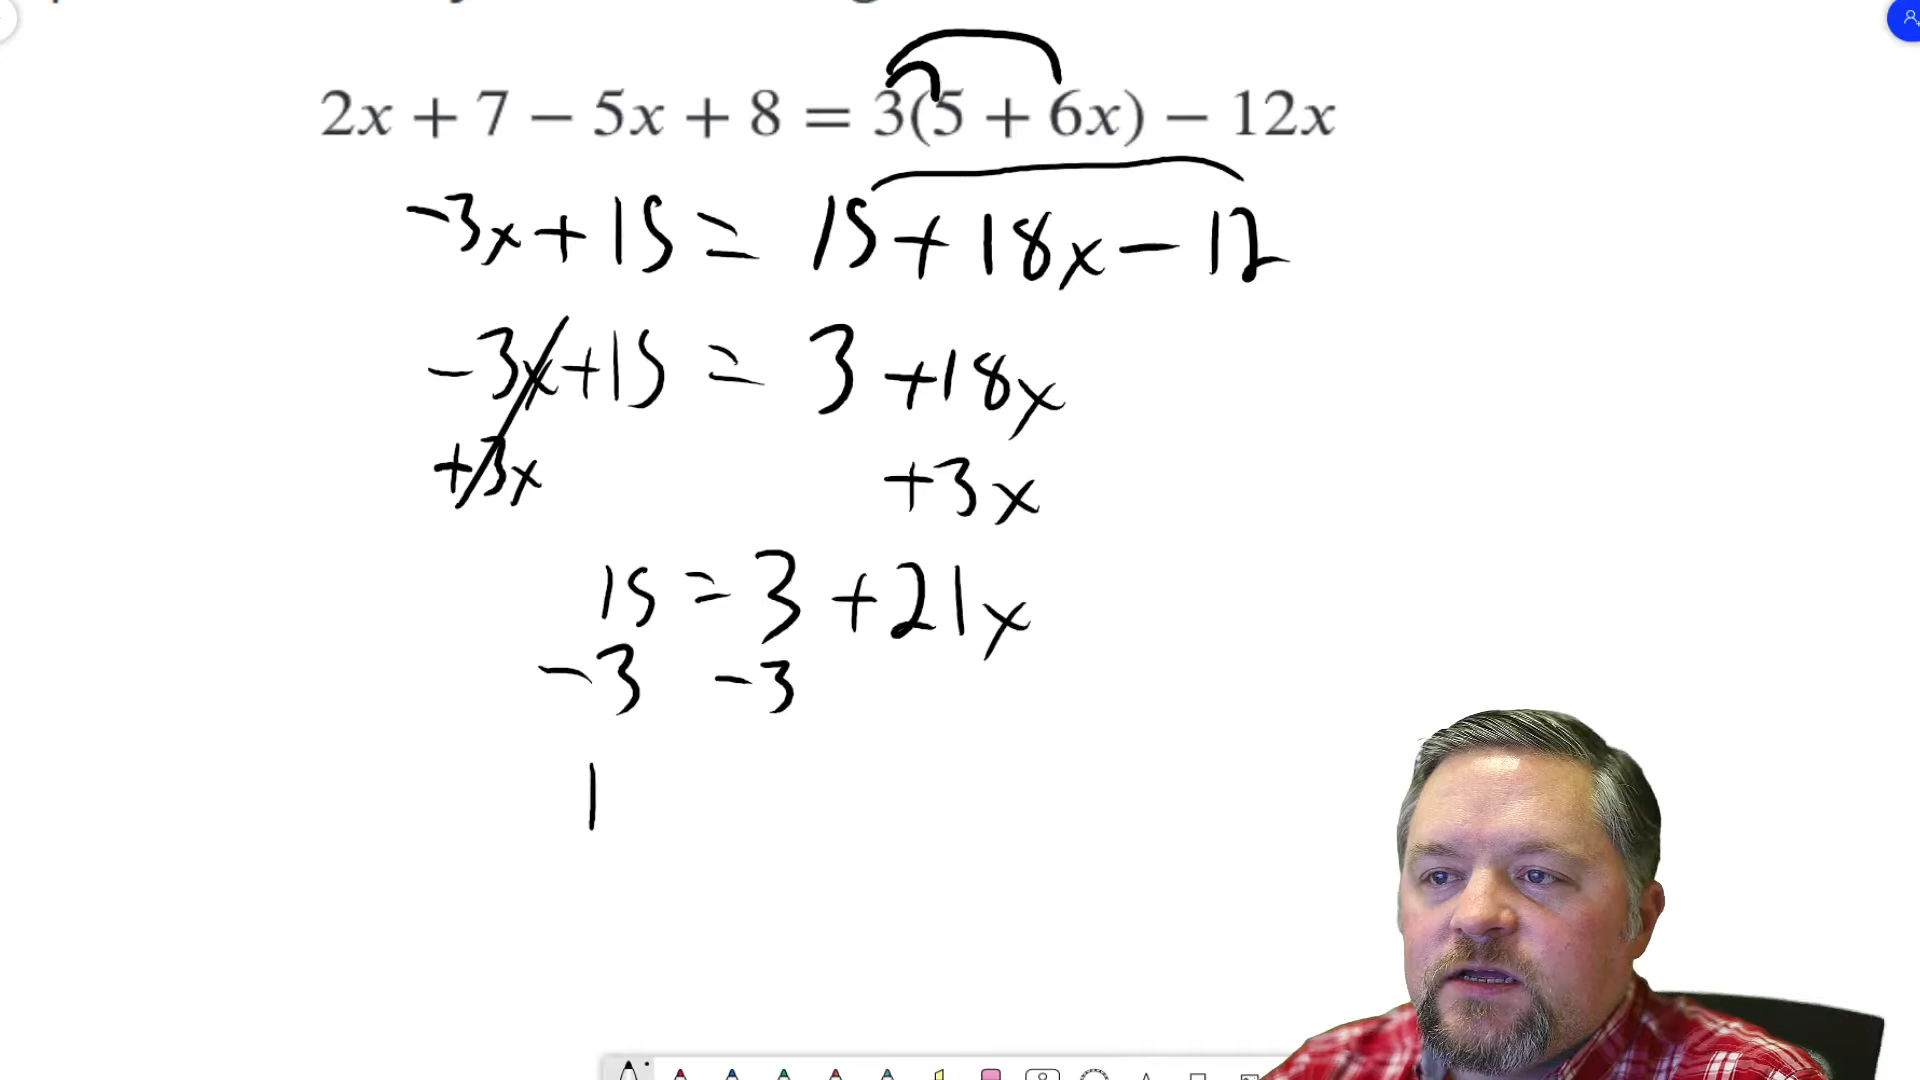 2x + 7 − 5x + 8 = 3(5 + 6x) − 12x
-3x + 15 = 15 + 18x - 12
-3x + 15 = 3 + 18x
+3x +3x
15 = 3 + 21x
-3 -3
1